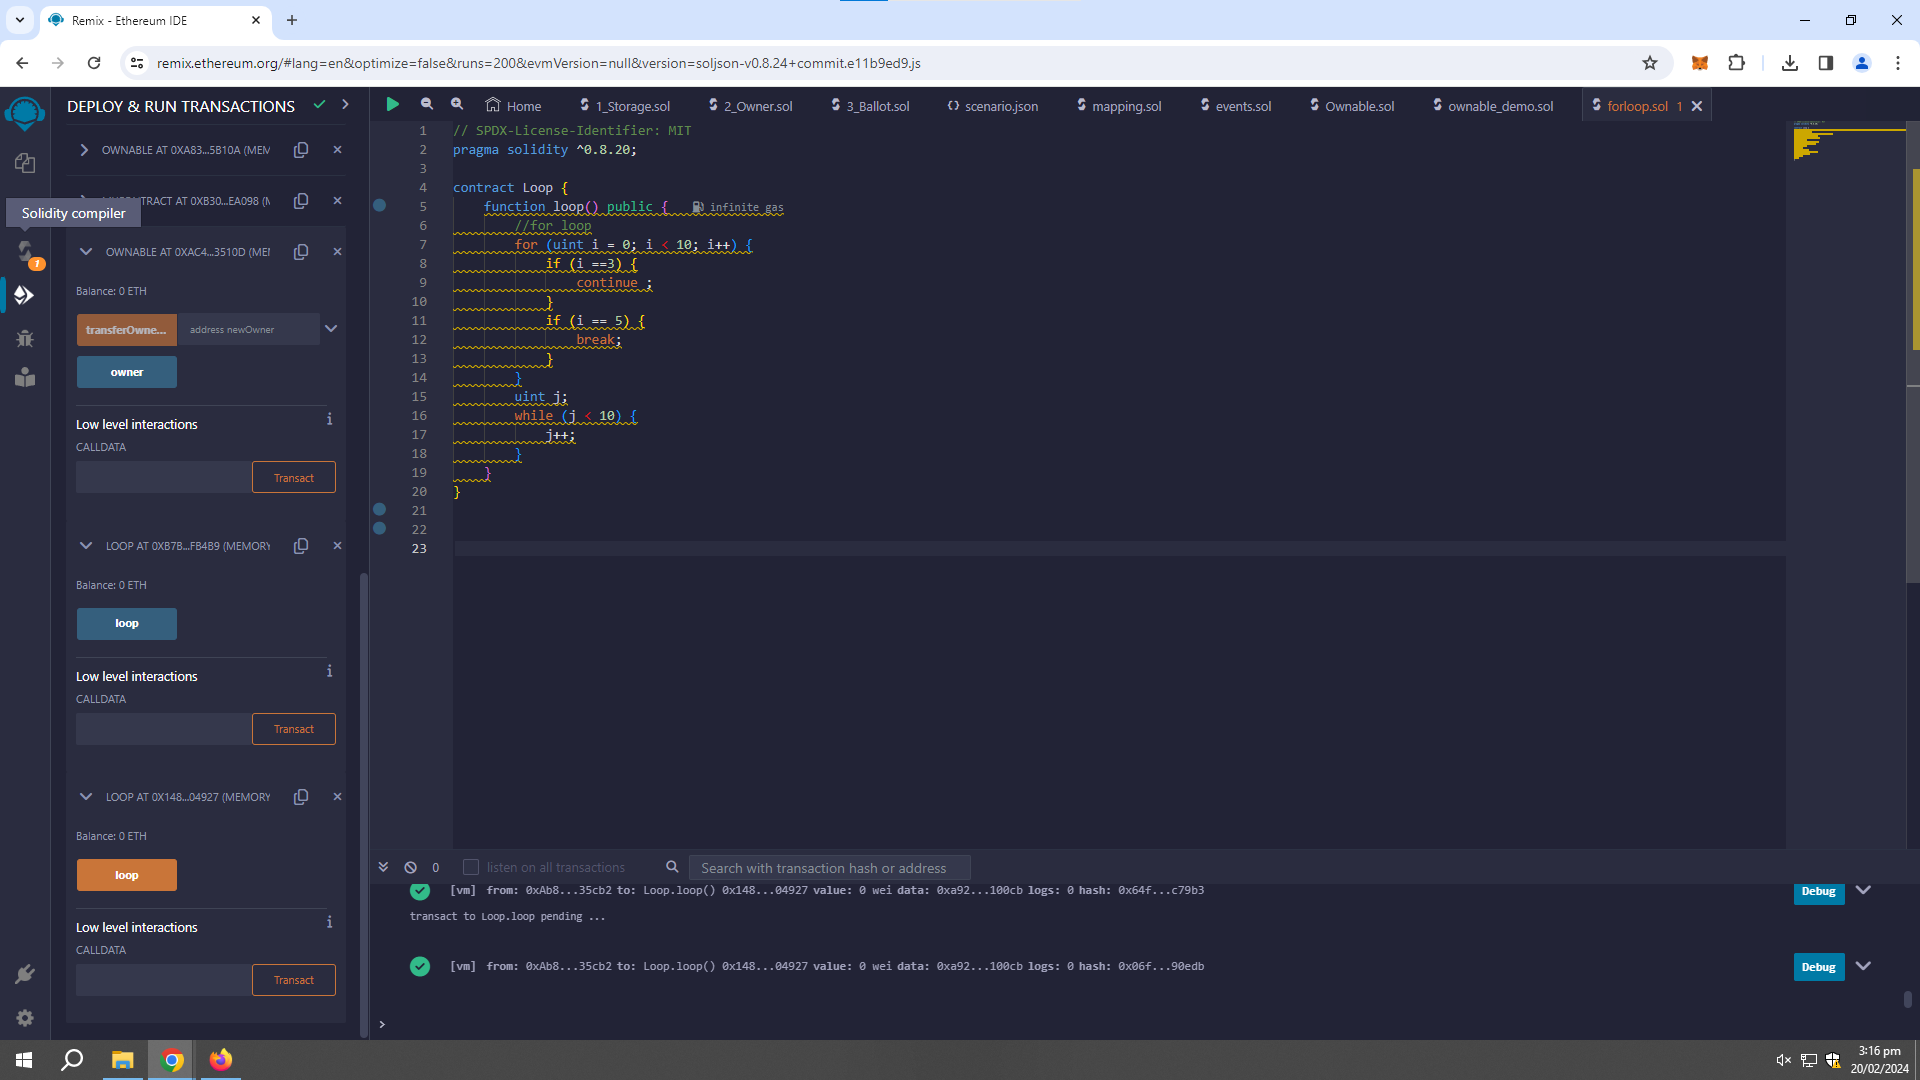 Remix - Ethereum IDE
remix.ethereum.org/#lang=en&optimize=false&runs=200&evmVersion=null&version=soljson-v0.8.24+commit.e11b9ed9.js
DEPLOY & RUN TRANSACTIONS
OWNABLE AT 0XA83...5B10A (MEM
TRACT AT 0XB30...EA098 (M
Solidity compiler
1
OWNABLE AT 0XAC4...3510D (MEM
Balance: 0 ETH
transferOwne...
address newOwner
owner
Low level interactions
i
CALLDATA
Transact
LOOP AT 0XB7B...FB4B9 (MEMORY
Balance: 0 ETH
loop
Low level interactions
i
CALLDATA
Transact
LOOP AT 0X148...04927 (MEMORY
Balance: 0 ETH
loop
Low level interactions
i
CALLDATA
Transact
Home
1_Storage.sol
2_Owner.sol
3_Ballot.sol
scenario.json
mapping.sol
events.sol
Ownable.sol
ownable_demo.sol
forloop.sol 1
1 // SPDX-License-Identifier: MIT
2 pragma solidity ^0.8.20;
3
4 contract Loop {
5 function loop() public { infinite gas
6 //for loop
7 for (uint i = 0; i < 10; i++) {
8 if (i ==3) {
9 continue ;
10 }
11 if (i == 5) {
12 break;
13 }
14 }
15 uint j;
16 while (j < 10) {
17 j++;
18 }
19 }
20 }
21
22
23
0
listen on all transactions
Search with transaction hash or address
[vm] from: 0xAb8...35cb2 to: Loop.loop() 0x148...04927 value: 0 wei data: 0xa92...100cb logs: 0 hash: 0x64f...c79b3
Debug
transact to Loop.loop pending ...
[vm] from: 0xAb8...35cb2 to: Loop.loop() 0x148...04927 value: 0 wei data: 0xa92...100cb logs: 0 hash: 0x06f...90edb
Debug
>
3:16 pm
20/02/2024